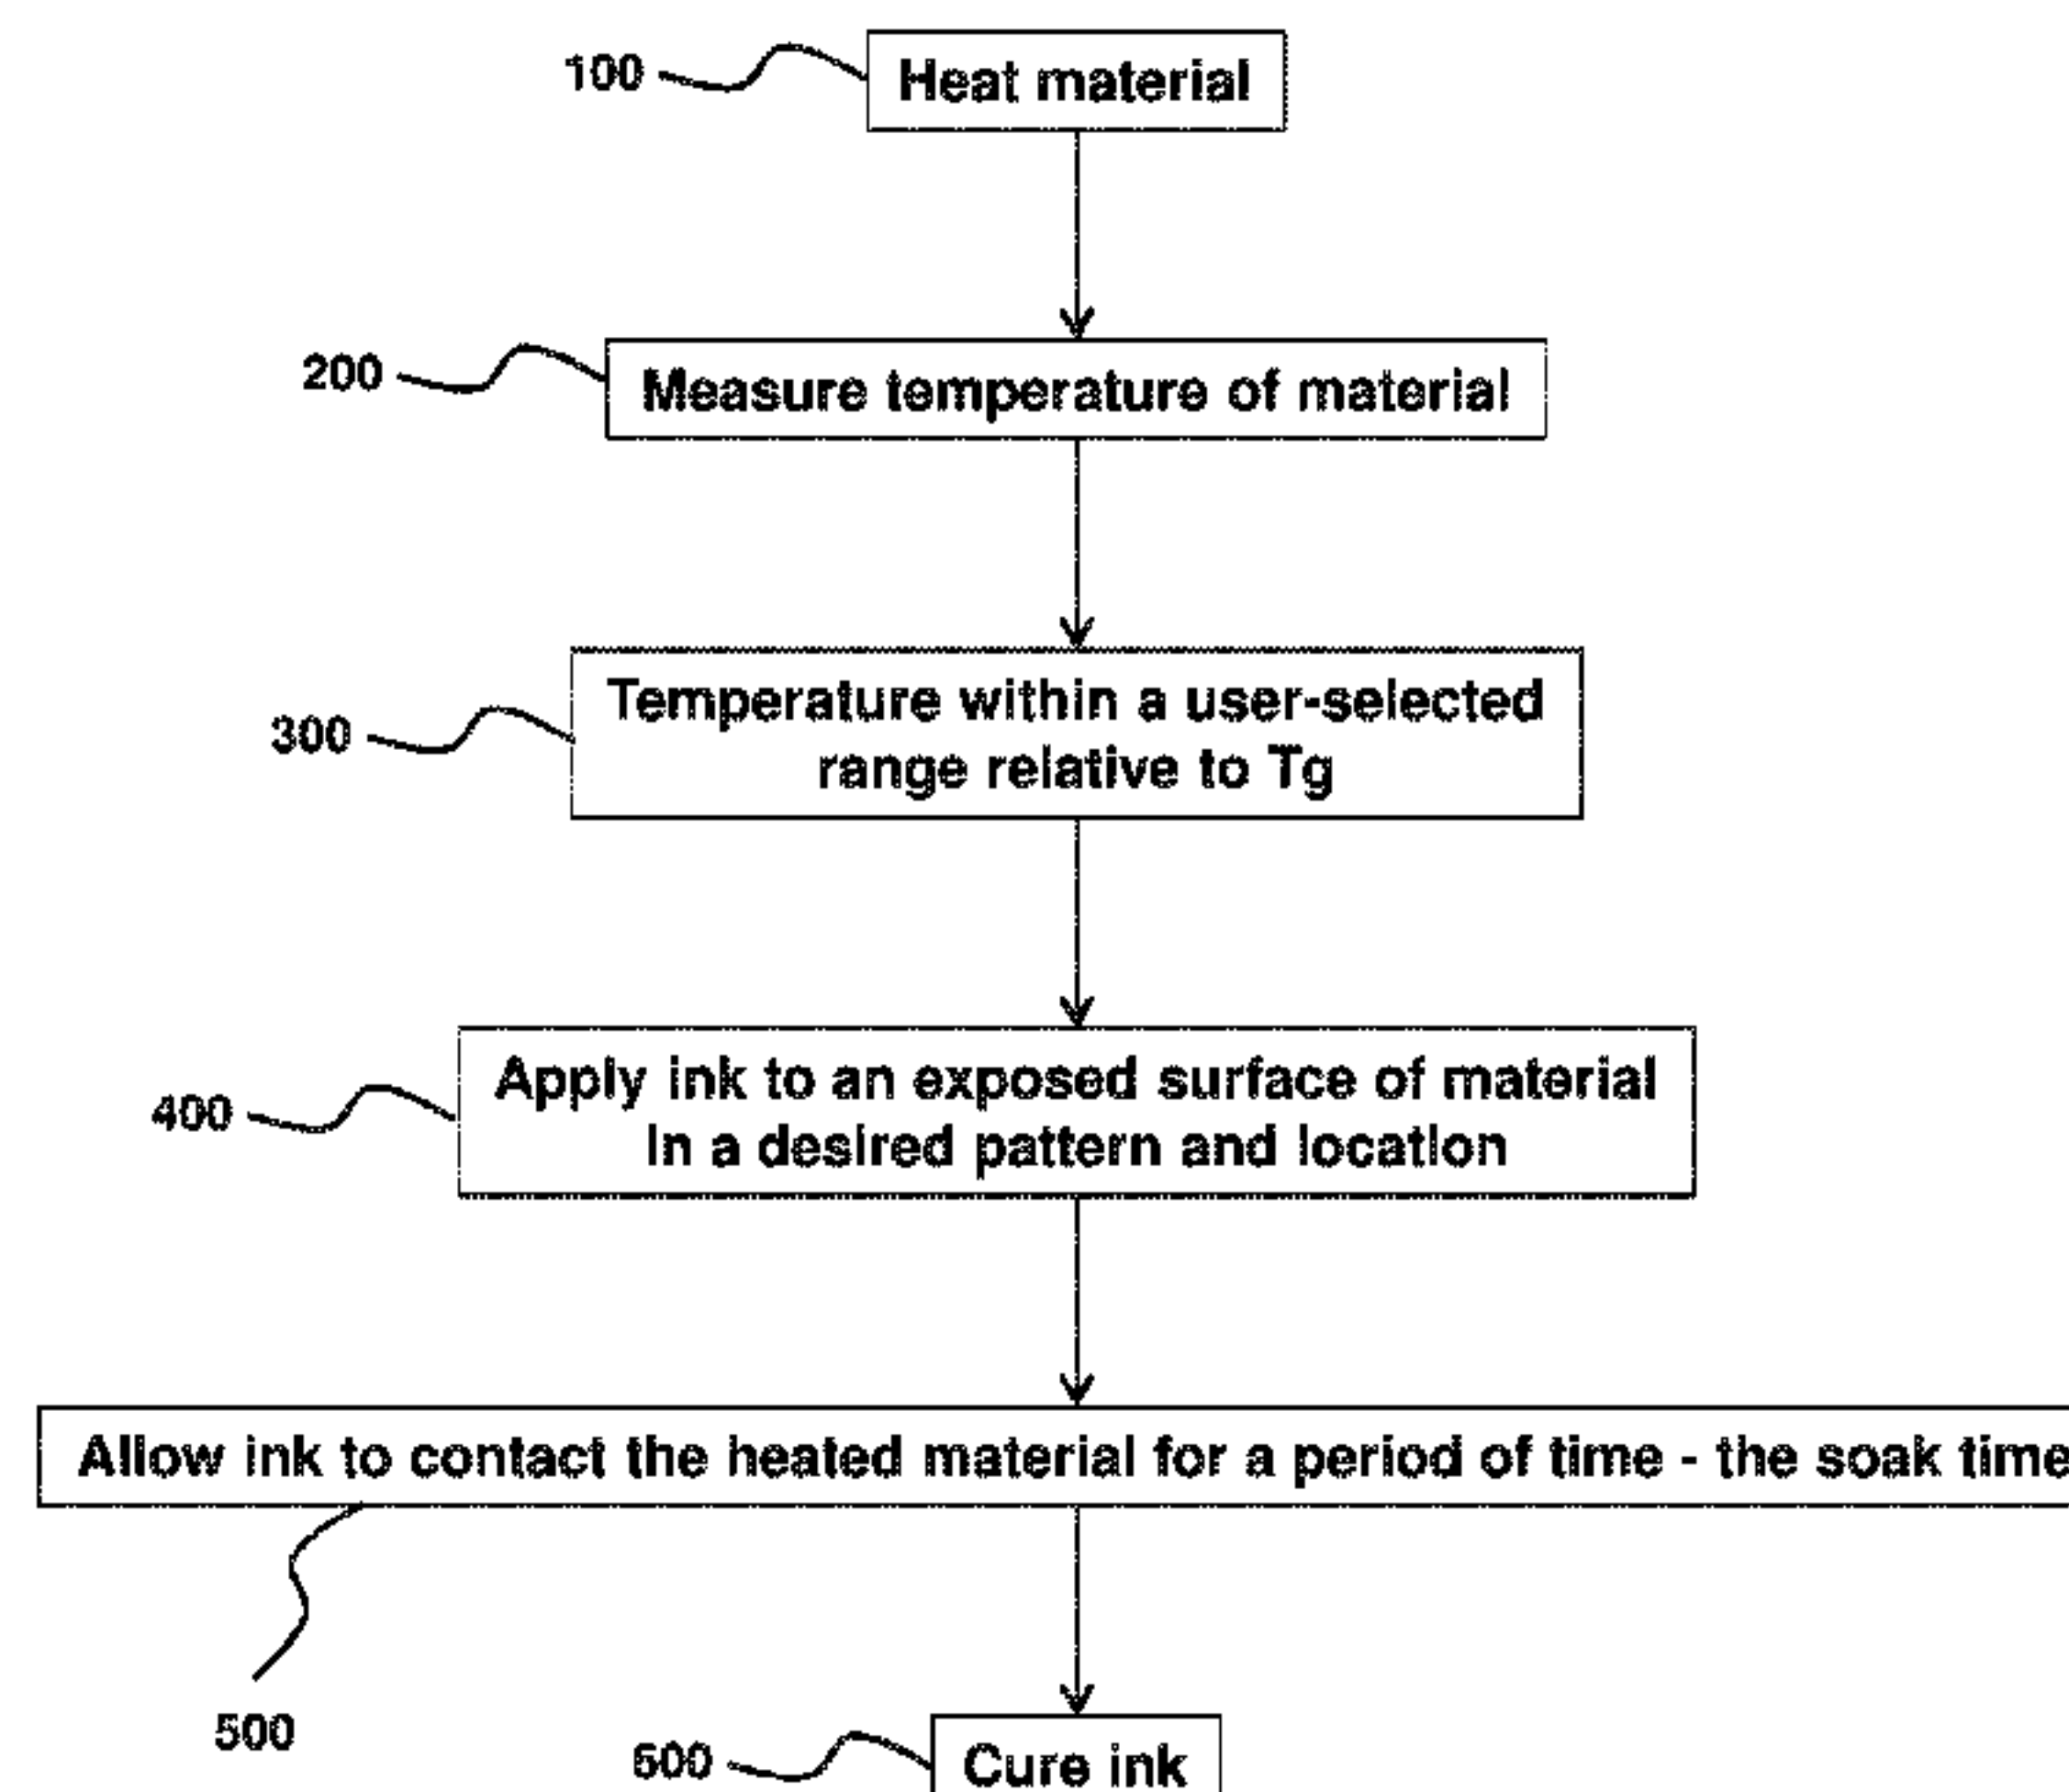 100
Heat material
200
Measure temperature of material
300
Temperature within a user-selected
range relative to Tg
400
Apply ink to an exposed surface of material
in a desired pattern and location
Allow ink to contact the heated material for a period of time - the soak time
500
600
Cure ink